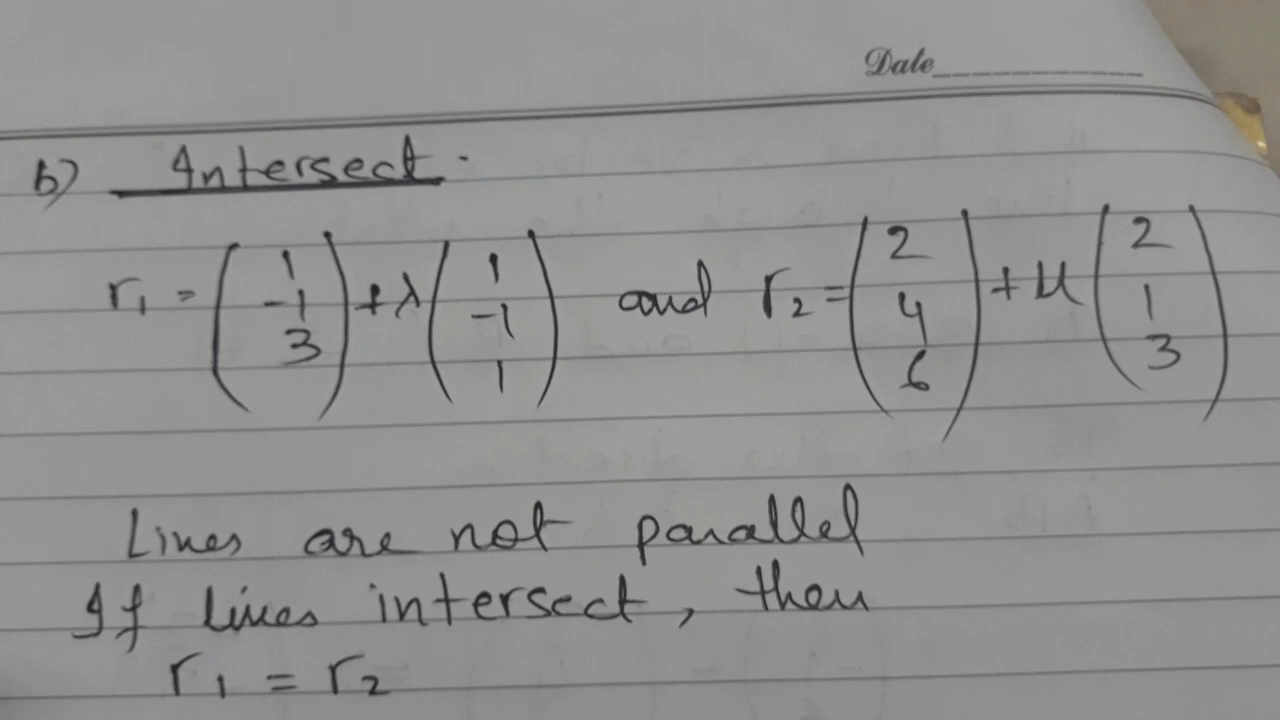 Date
b) Intersect.
r₁ = (1 -1 3) + λ (1 -1 1) and r₂ = (2 4 6) + μ (2 1 3)
Lines are not parallel
If lines intersect, then
r₁ = r₂